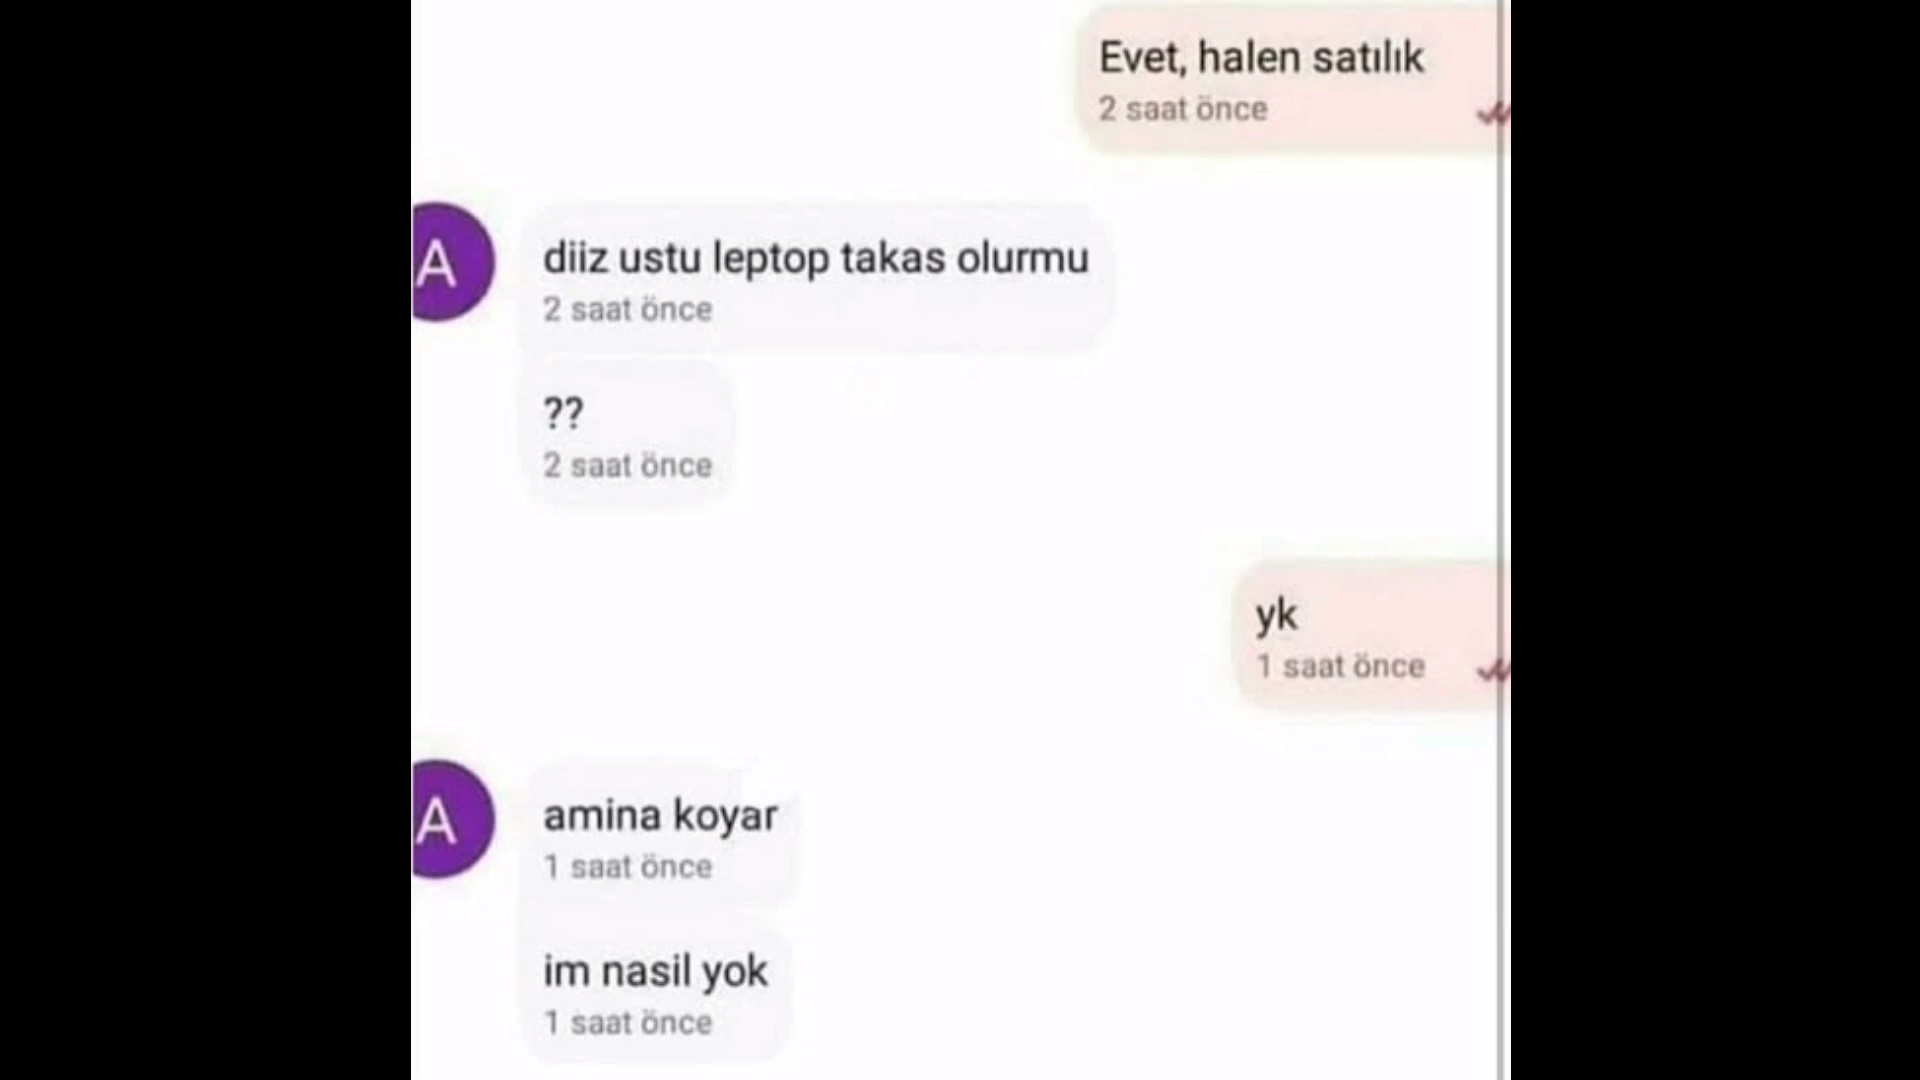 Evet, halen satılık
2 saat önce
A
diiz ustu leptop takas olurmu
2 saat önce
??
2 saat önce
yk
1 saat önce
A
amina koyar
1 saat önce
im nasil yok
1 saat önce